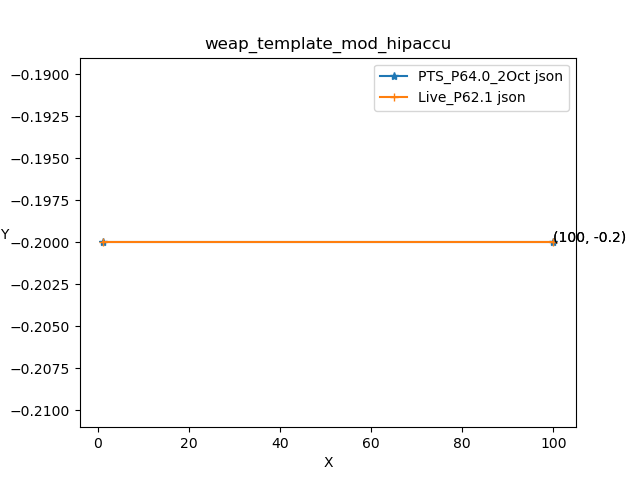 weap_template_mod_hipaccu
PTS_P64.0_2Oct json
Live_P62.1 json
−0.1900
−0.1925
−0.1950
−0.1975
Y
−0.2000
(100, -0.2)
−0.2025
−0.2050
−0.2075
−0.2100
0 20 40 60 80 100
X